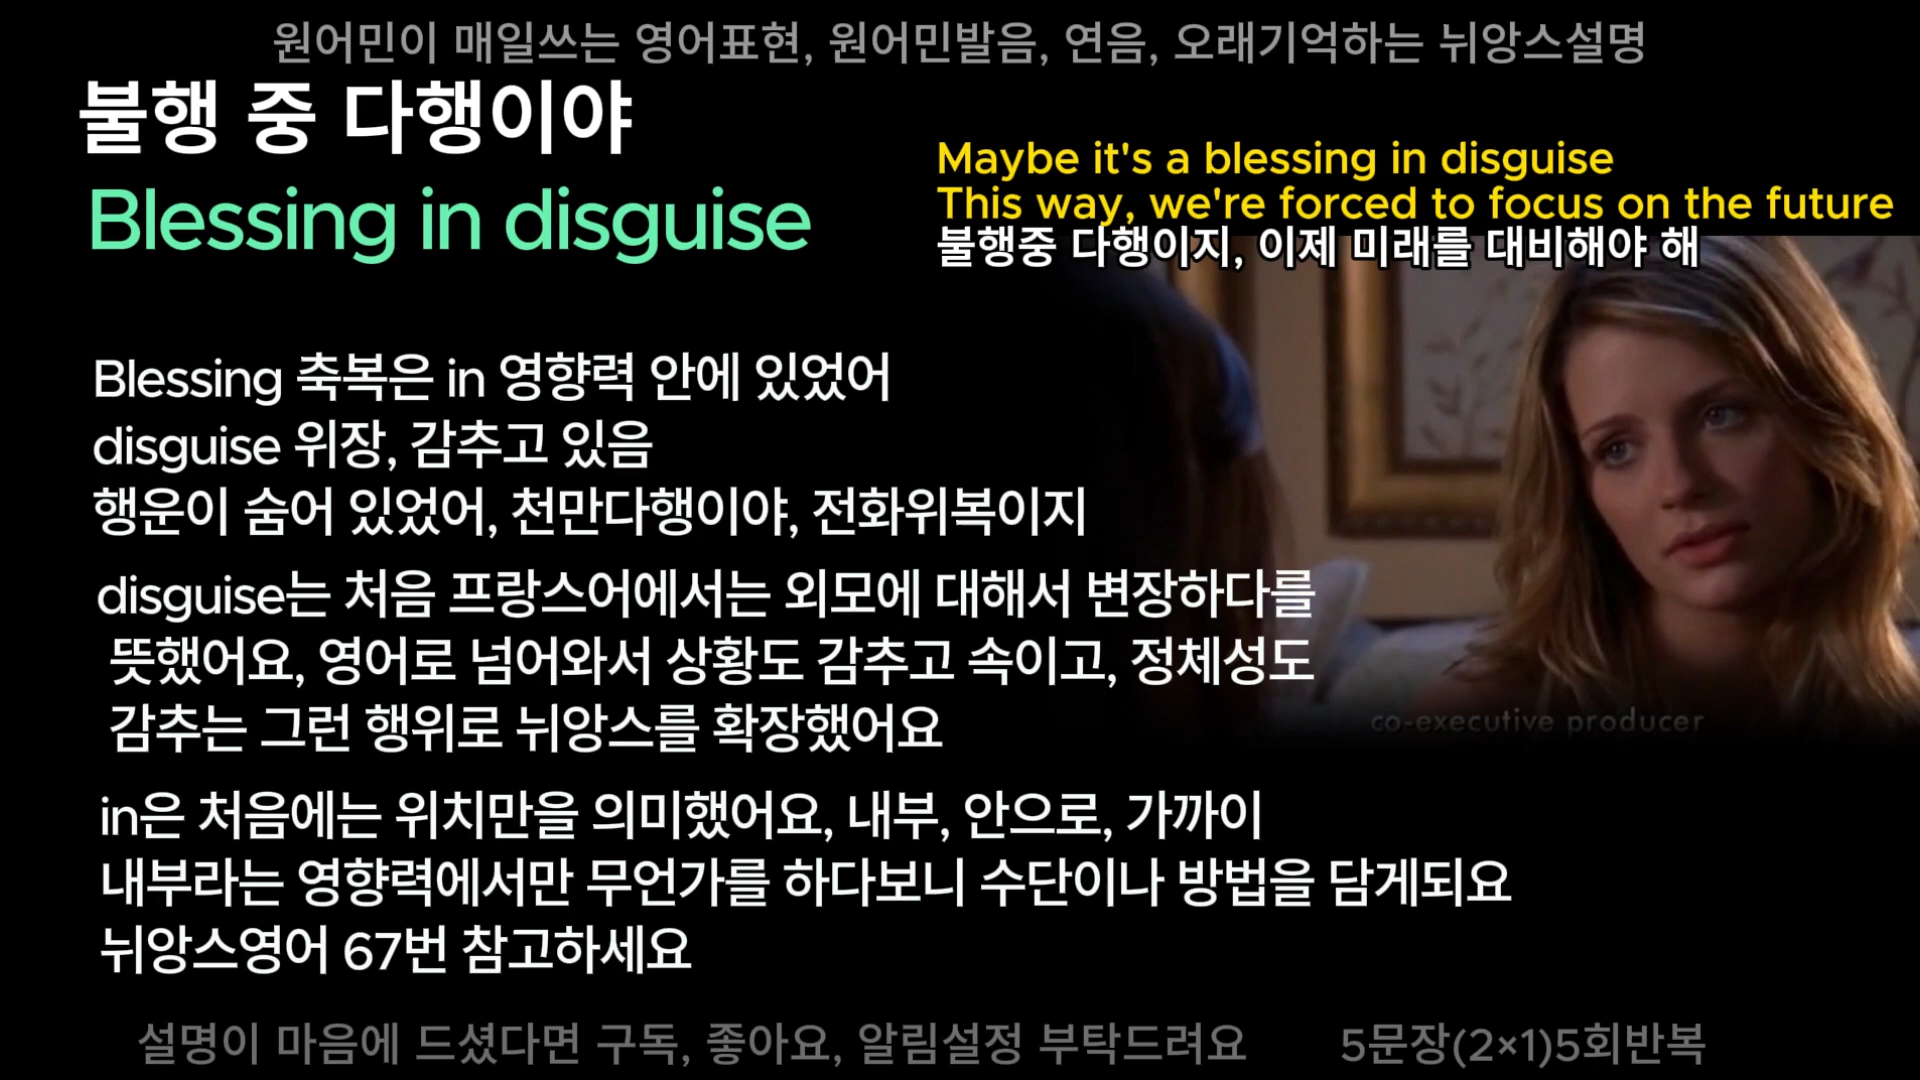 원어민이 매일쓰는 영어표현, 원어민발음, 연음, 오래기억하는 뉘앙스설명
불행 중 다행이야
Blessing in disguise
Maybe it's a blessing in disguise
This way, we're forced to focus on the future
불행중 다행이지, 이제 미래를 대비해야 해
Blessing 축복은 in 영향력 안에 있었어
disguise 위장, 감추고 있음
행운이 숨어 있었어, 천만다행이야, 전화위복이지
disguise는 처음 프랑스어에서는 외모에 대해서 변장하다를
뜻했어요, 영어로 넘어와서 상황도 감추고 속이고, 정체성도
감추는 그런 행위로 뉘앙스를 확장했어요
co-executive producer
in은 처음에는 위치만을 의미했어요, 내부, 안으로, 가까이
내부라는 영향력에서만 무언가를 하다보니 수단이나 방법을 담게되요
뉘앙스영어 67번 참고하세요
설명이 마음에 드셨다면 구독, 좋아요, 알림설정 부탁드려요
5문장(2×1)5회반복